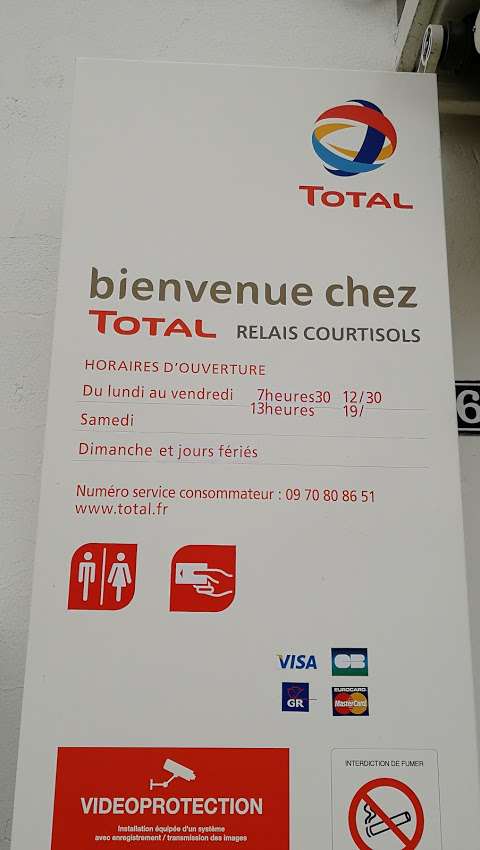 TOTAL
bienvenue chez
TOTAL RELAIS COURTISOLS
HORAIRES D'OUVERTURE
Du lundi au vendredi 7heures30 12/30
13heures 19/
Samedi
Dimanche et jours fériés
Numéro service consommateur : 09 70 80 86 51
www.total.fr
VISA CB
GR EUROCARD
MasterCard
VIDEOPROTECTION
Installation équipée d'un système
avec enregistrement / transmission des images
INTERDICTION DE FUMER
6